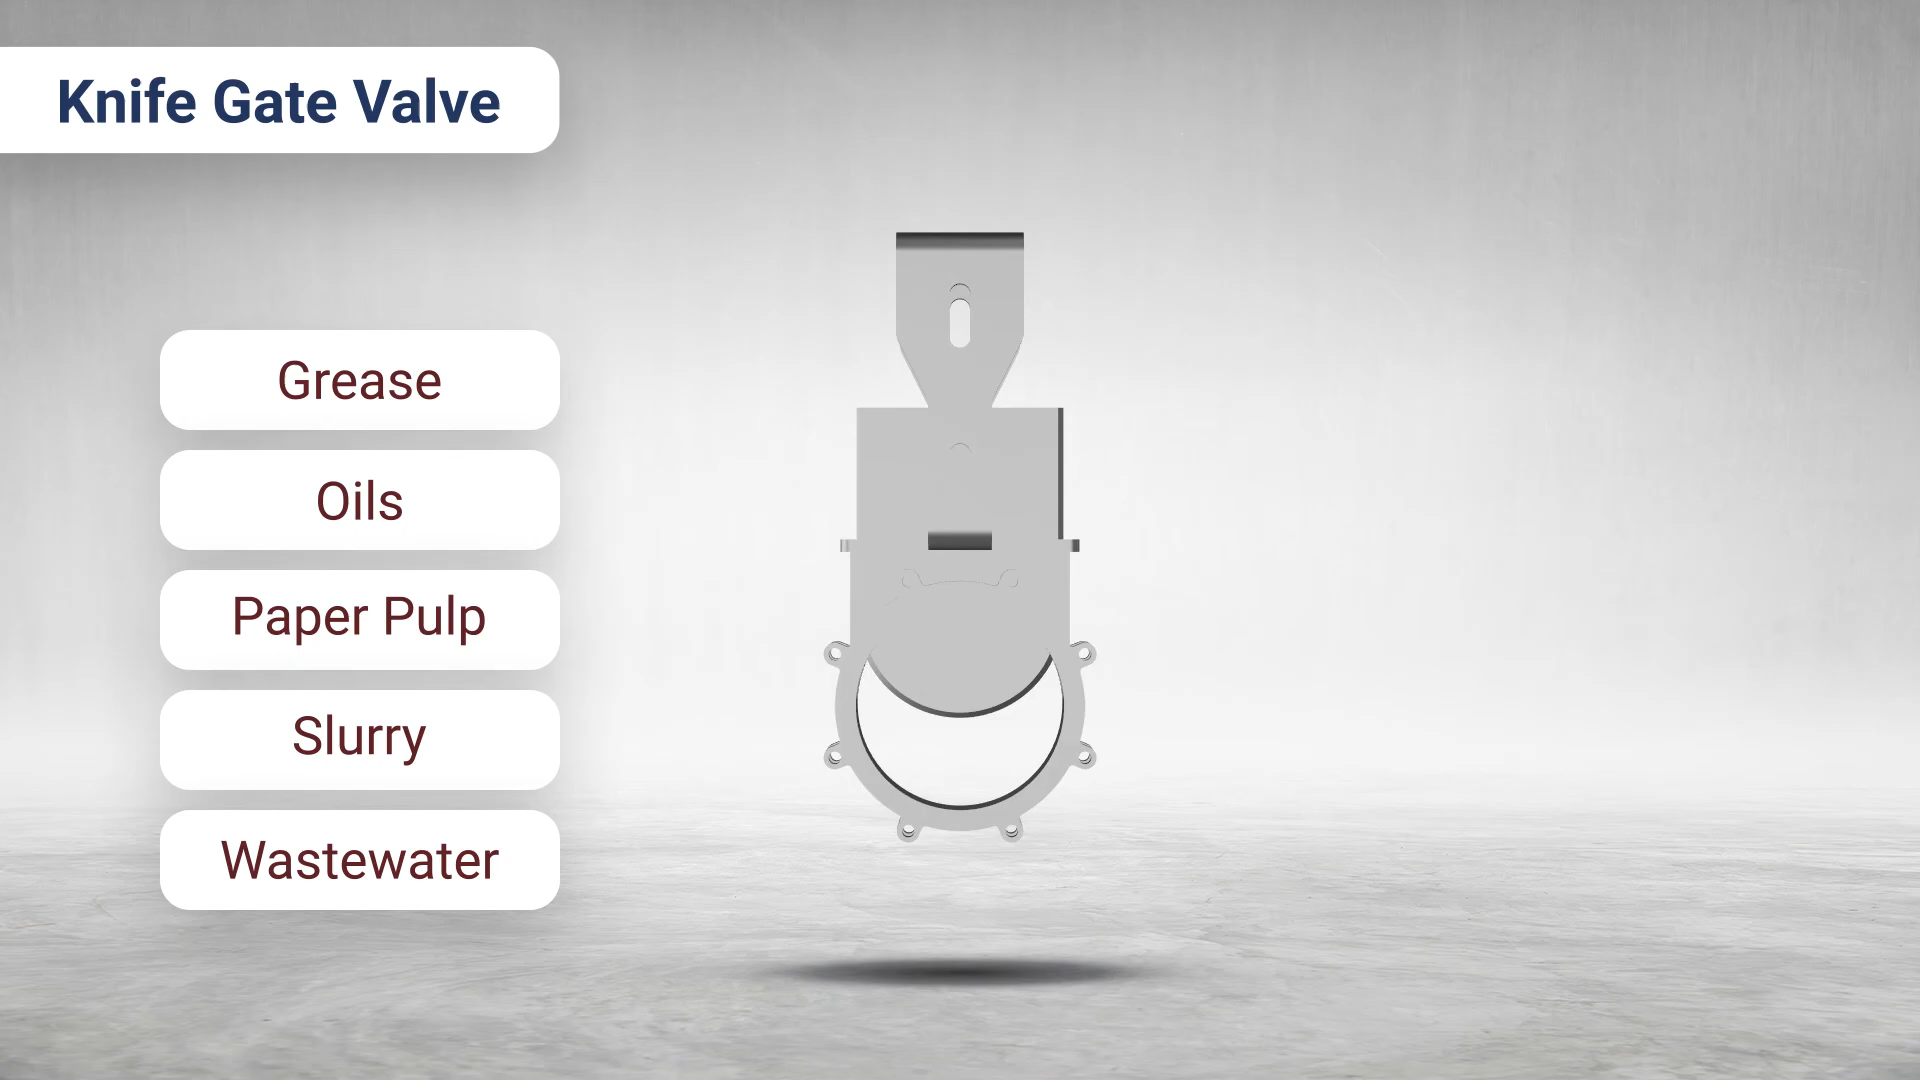 Knife Gate Valve
Grease
Oils
Paper Pulp
Slurry
Wastewater